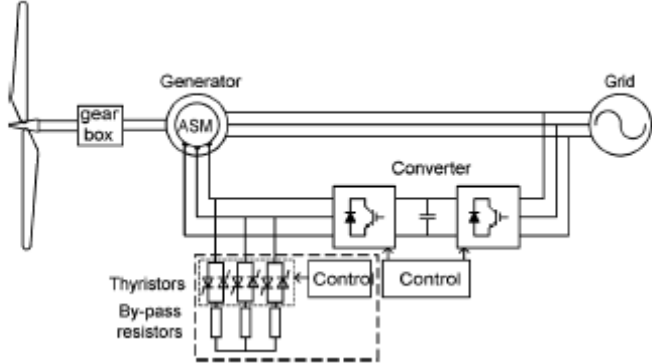 Generator
Grid
gear
box
ASM
Converter
Thyristors
Control
Control
By-pass
resistors